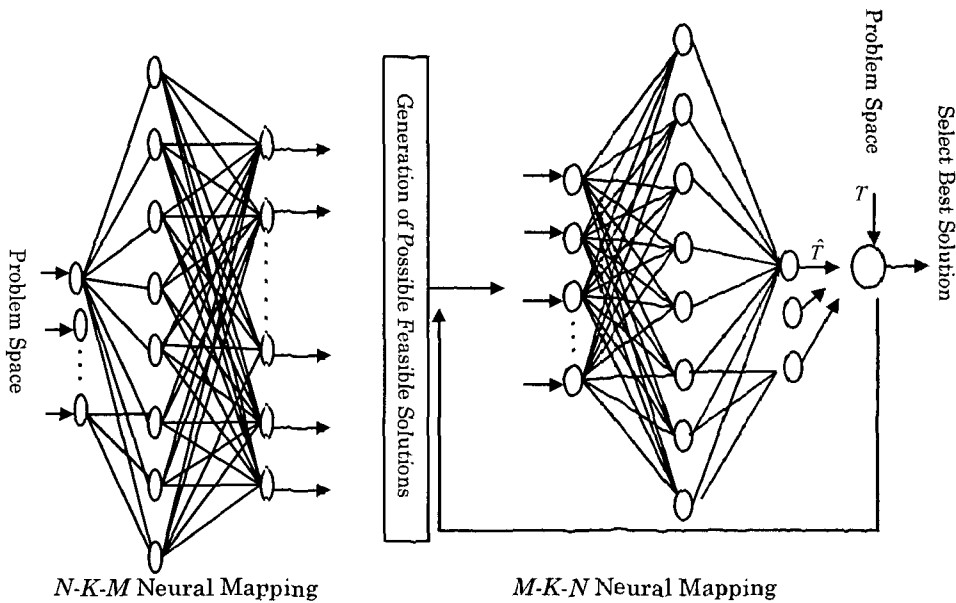 Problem Space
N-K-M Neural Mapping
Generation of Possible Feasible Solutions
M-K-N Neural Mapping
Problem Space
T
T̂
Select Best Solution